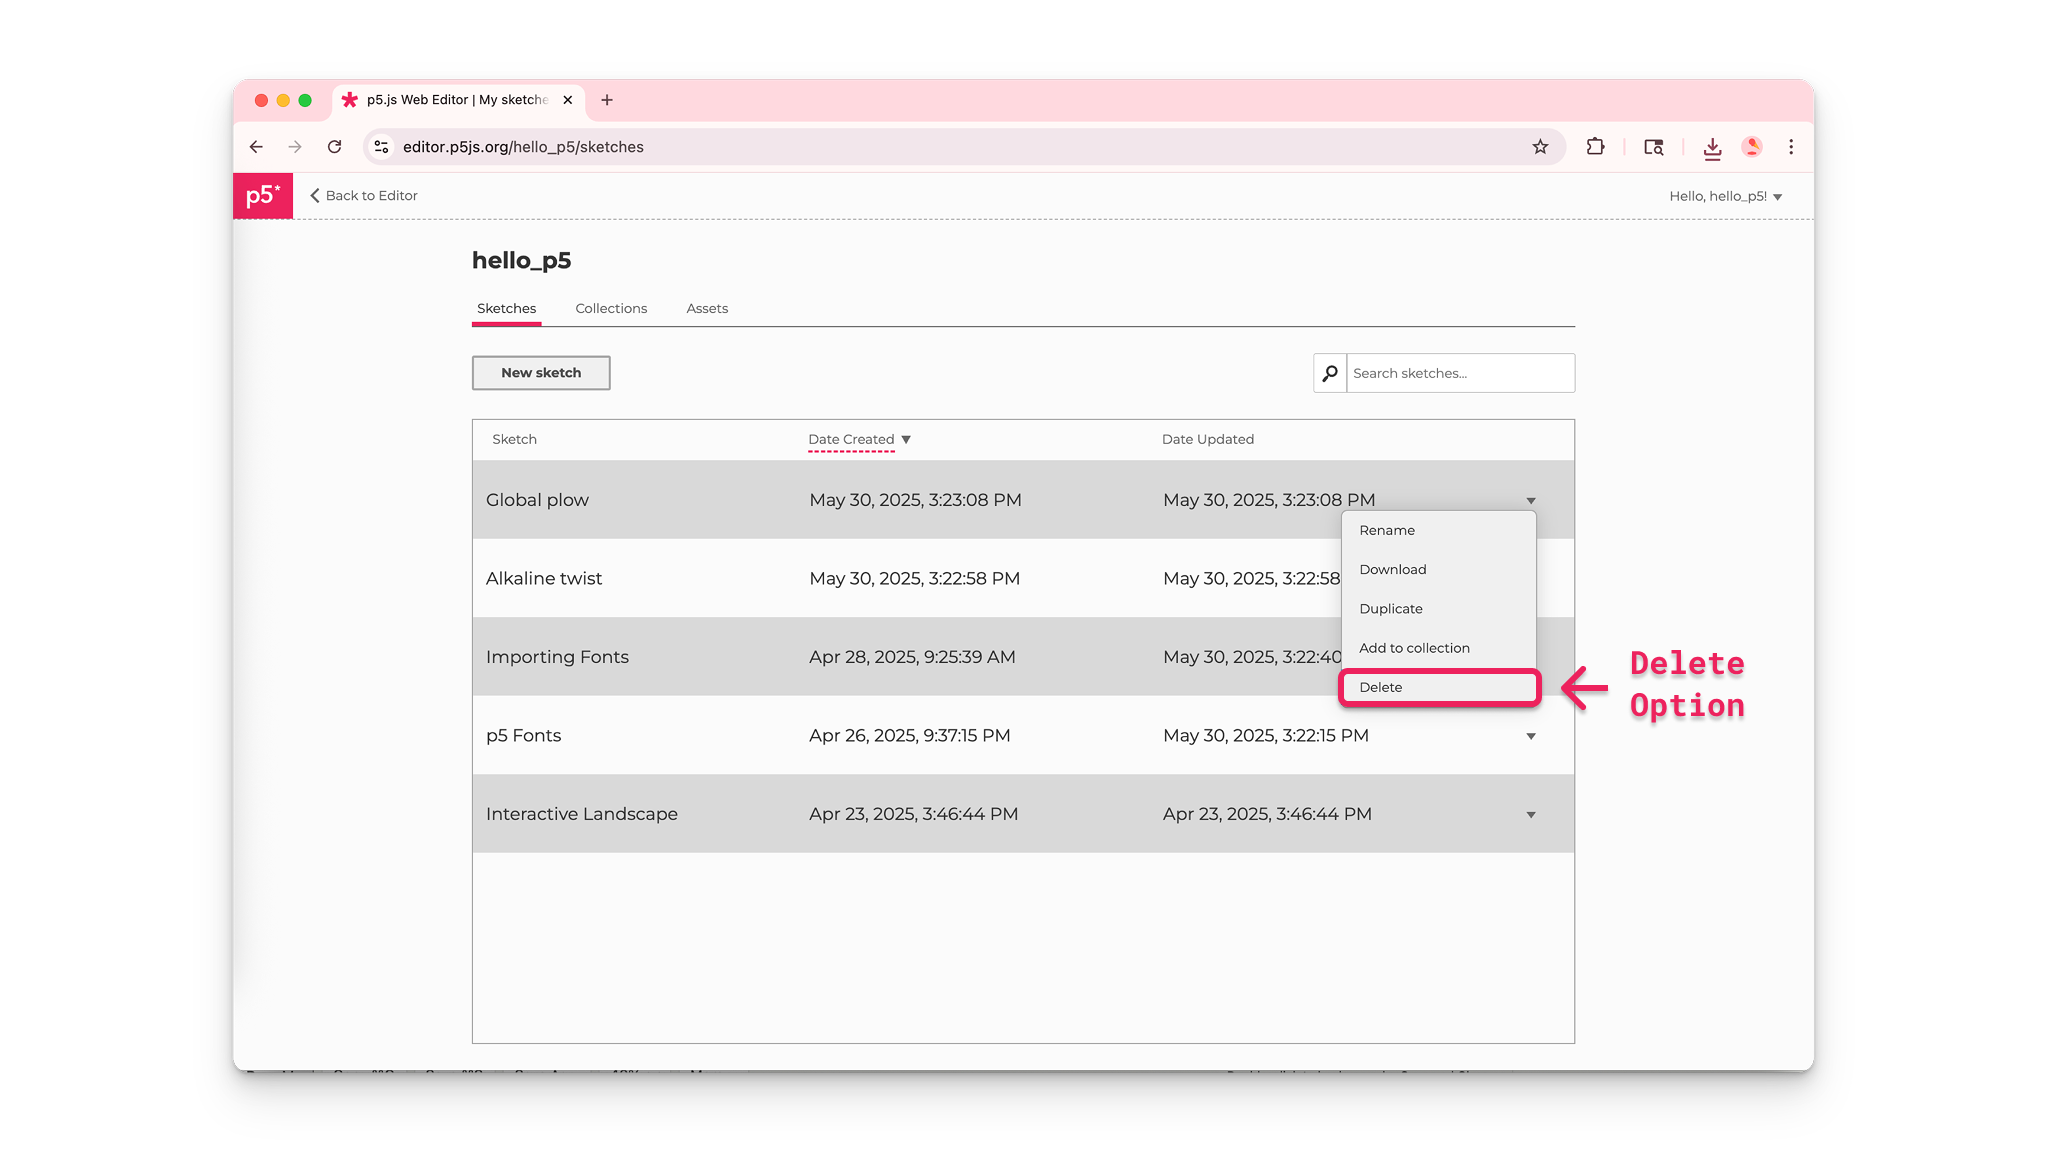 p5.js Web Editor | My sketche
editor.p5js.org/hello_p5/sketches
p5* Back to Editor Hello, hello_p5!
hello_p5
Sketches Collections Assets
New sketch Search sketches...
Sketch Date Created ▼ Date Updated
Global plow May 30, 2025, 3:23:08 PM May 30, 2025, 3:23:08 PM
Rename
Download
Alkaline twist May 30, 2025, 3:22:58 PM May 30, 2025, 3:22:58
Duplicate
Add to collection
Importing Fonts Apr 28, 2025, 9:25:39 AM May 30, 2025, 3:22:40
Delete
Delete
Option
p5 Fonts Apr 26, 2025, 9:37:15 PM May 30, 2025, 3:22:15 PM
Interactive Landscape Apr 23, 2025, 3:46:44 PM Apr 23, 2025, 3:46:44 PM